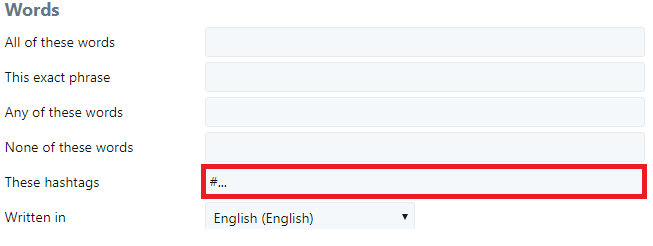 Words
All of these words
This exact phrase
Any of these words
None of these words
These hashtags #...
Written in English (English)